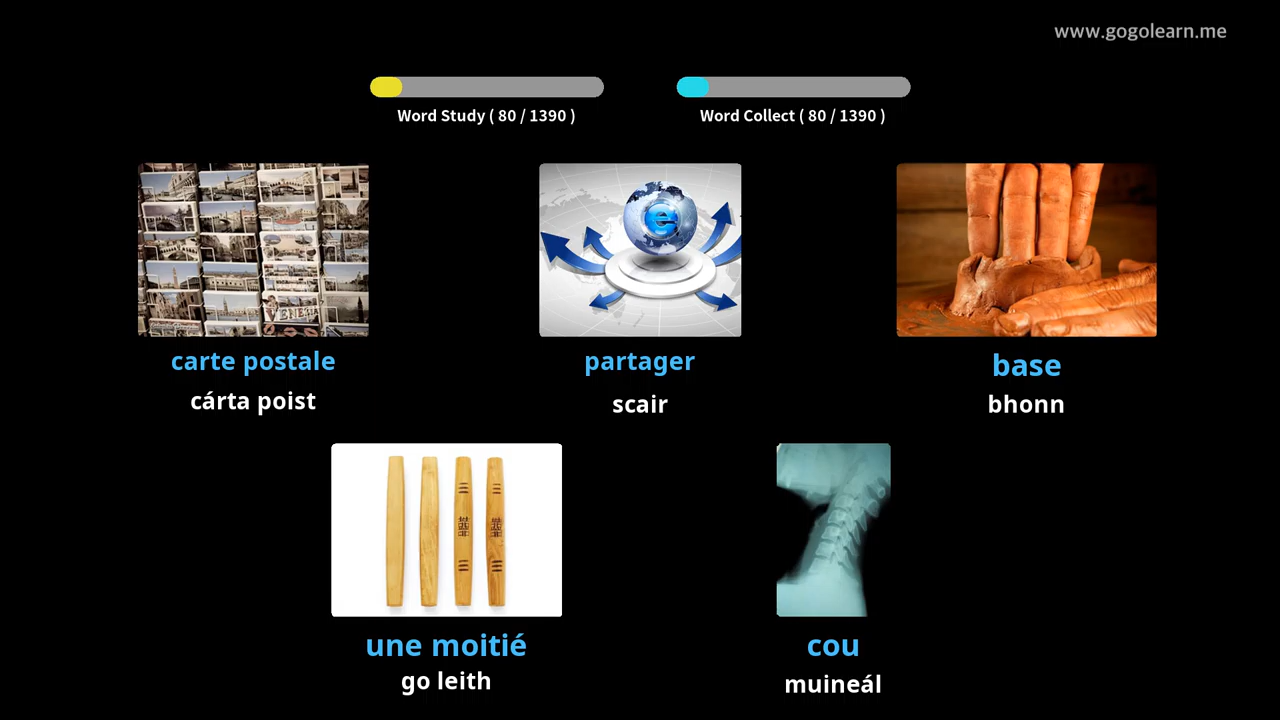 www.gogolearn.me
Word Study ( 80 / 1390 )
Word Collect ( 80 / 1390 )
carte postale
partager
base
cárta poist
scair
bhonn
une moitié
cou
go leith
muineál